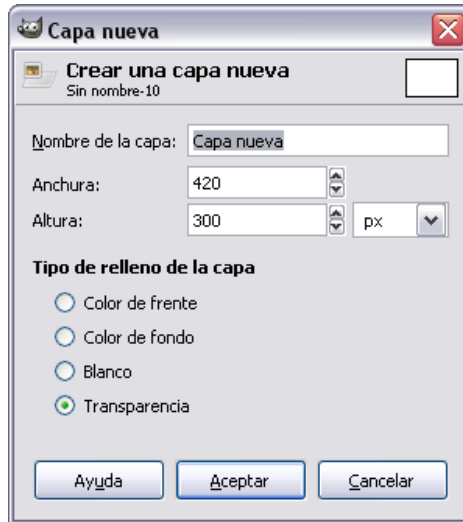 Capa nueva
Crear una capa nueva
Sin nombre-10
Nombre de la capa: Capa nueva
Anchura: 420
Altura: 300 px
Tipo de relleno de la capa
Color de frente
Color de fondo
Blanco
Transparencia
Ayuda Aceptar Cancelar